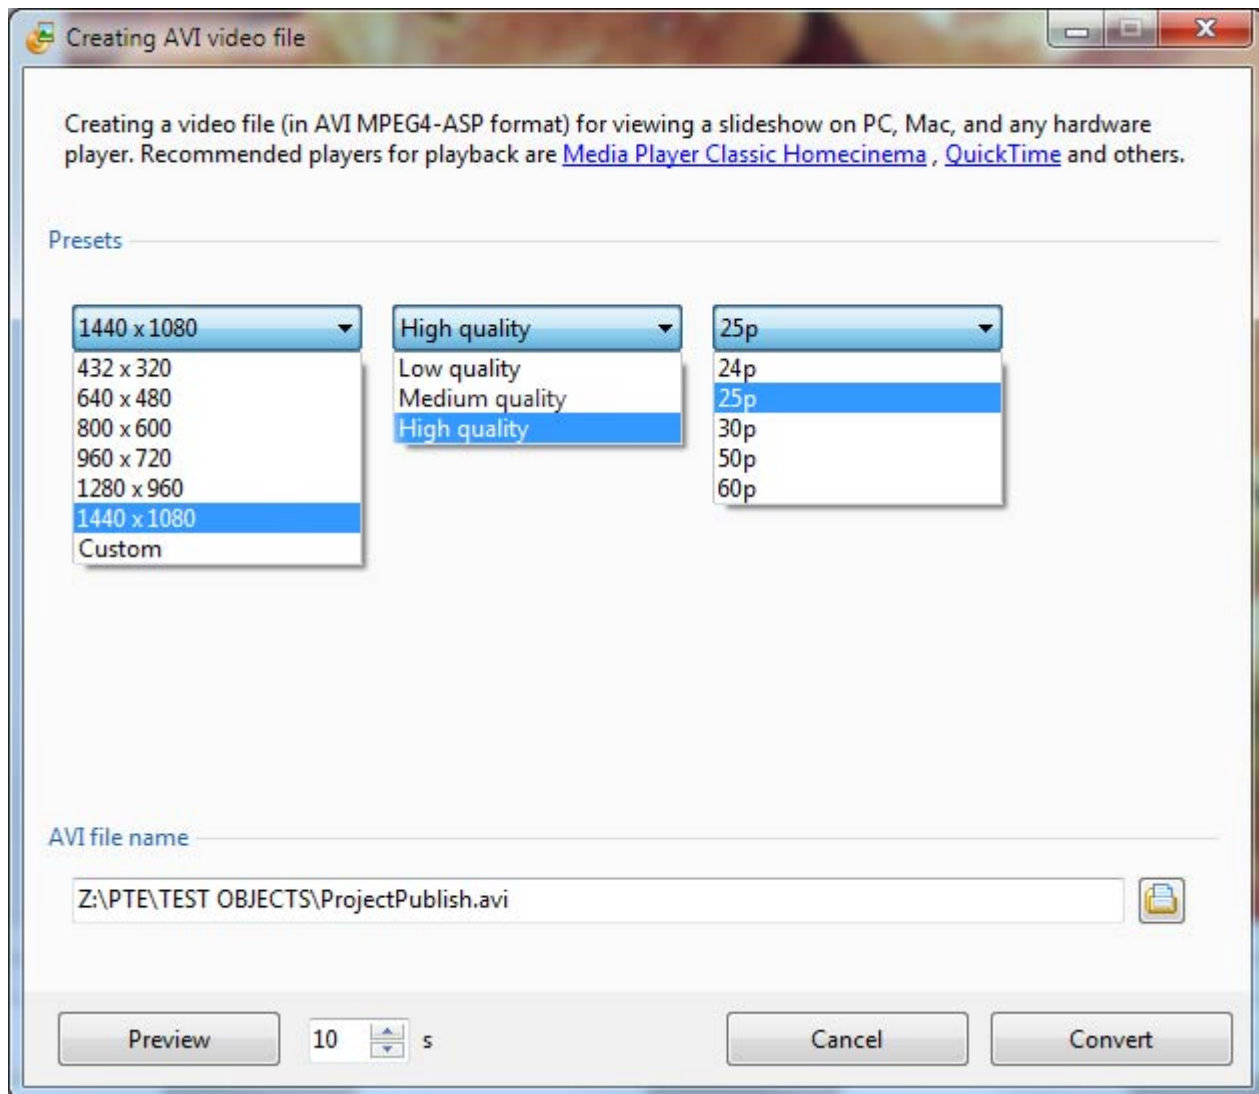 Creating AVI video file
Creating a video file (in AVI MPEG4-ASP format) for viewing a slideshow on PC, Mac, and any hardware
player. Recommended players for playback are Media Player Classic Homecinema , QuickTime and others.
Presets
1440 x 1080
432 x 320
640 x 480
800 x 600
960 x 720
1280 x 960
1440 x 1080
Custom
High quality
Low quality
Medium quality
High quality
25p
24p
25p
30p
50p
60p
AVI file name
Z:\PTE\TEST OBJECTS\ProjectPublish.avi
Preview
10 s
Cancel
Convert